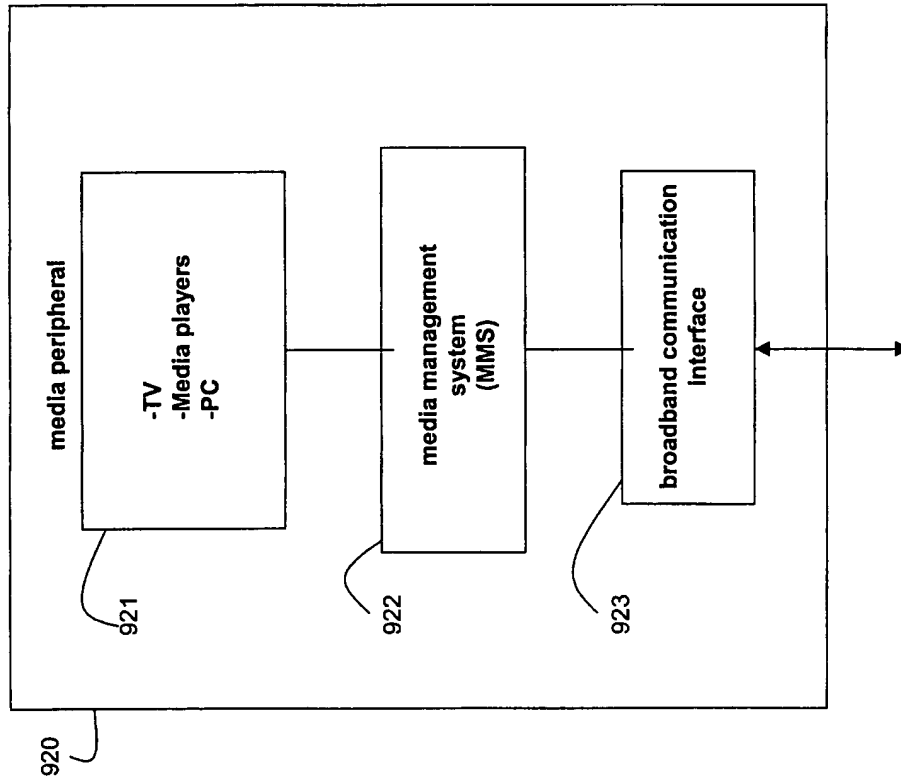 media peripheral
-TV
-Media players
-PC
921
media management
system
(MMS)
922
broadband communication
interface
923
920